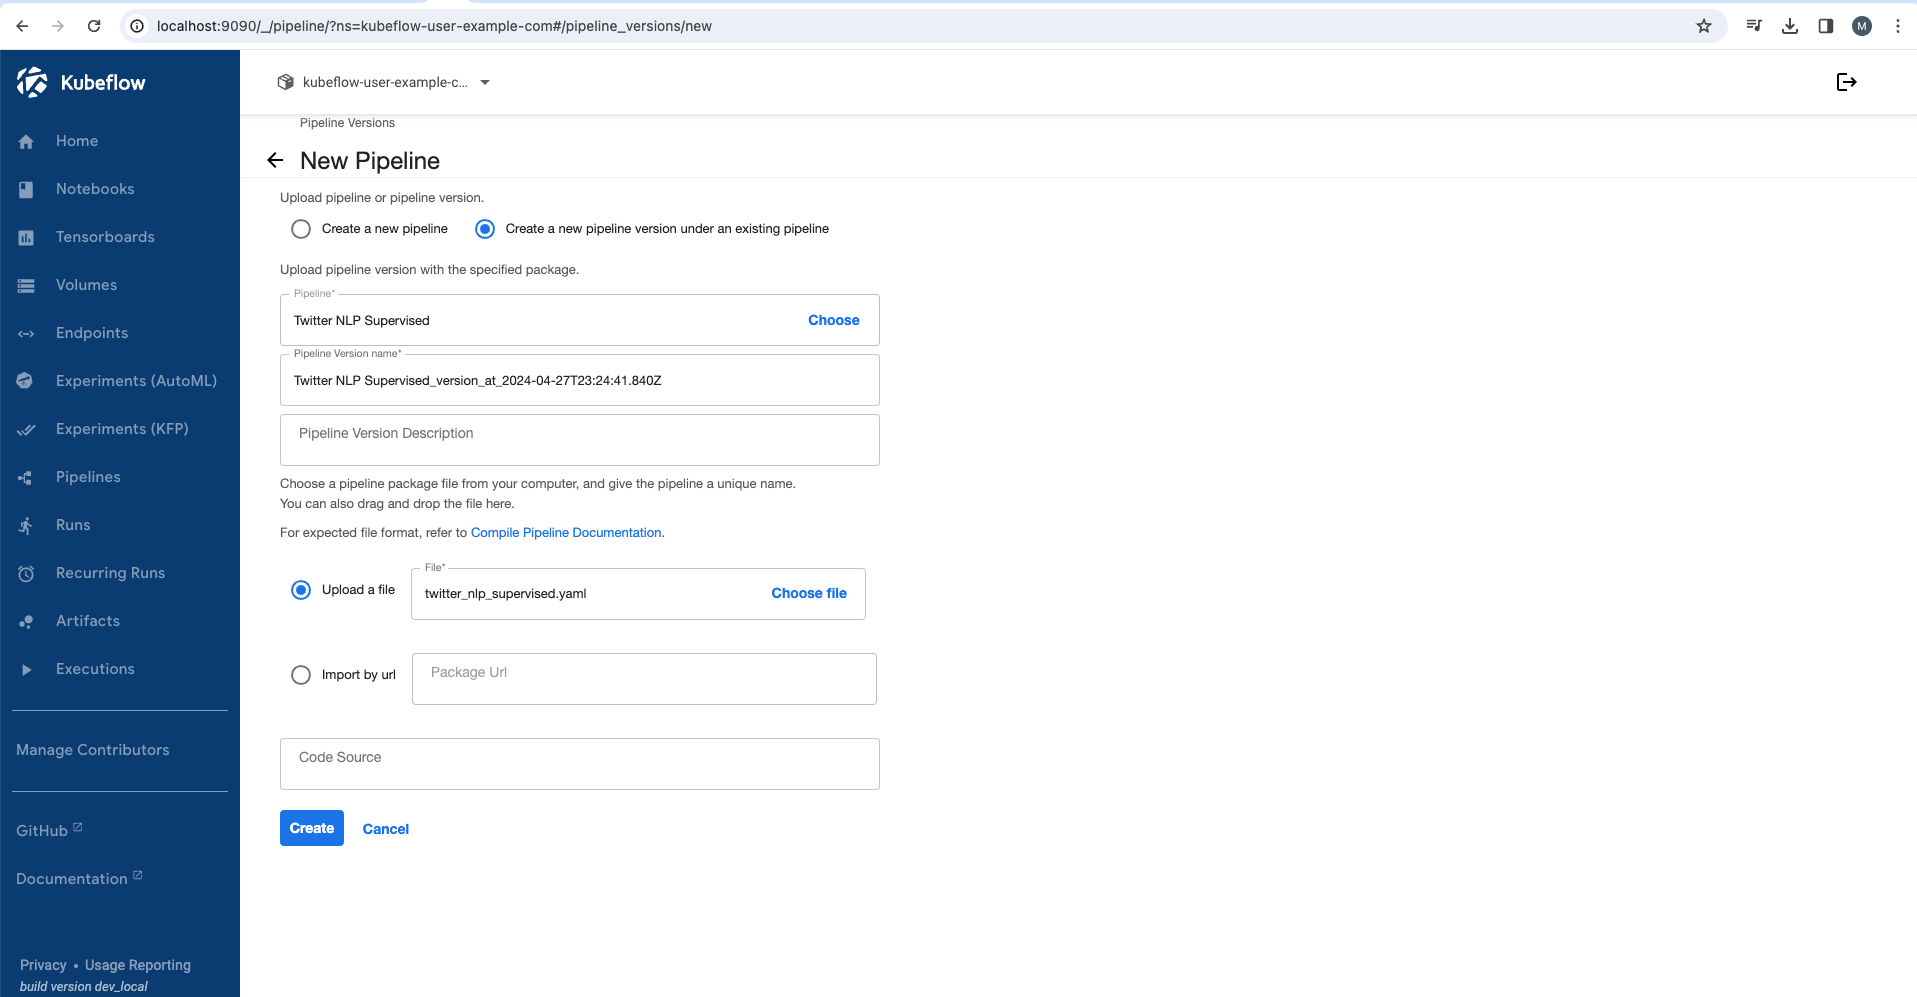 localhost:9090/_/pipeline/?ns=kubeflow-user-example-com#/pipeline_versions/new
M
Kubeflow
kubeflow-user-example-c...
Home
Notebooks
Tensorboards
Volumes
Endpoints
Experiments (AutoML)
Experiments (KFP)
Pipelines
Runs
Recurring Runs
Artifacts
Executions
Manage Contributors
GitHub
Documentation
Privacy • Usage Reporting
build version dev_local
Pipeline Versions
New Pipeline
Upload pipeline or pipeline version.
Create a new pipeline Create a new pipeline version under an existing pipeline
Upload pipeline version with the specified package.
Pipeline*
Twitter NLP Supervised Choose
Pipeline Version name*
Twitter NLP Supervised_version_at_2024-04-27T23:24:41.840Z
Pipeline Version Description
Choose a pipeline package file from your computer, and give the pipeline a unique name.
You can also drag and drop the file here.
For expected file format, refer to Compile Pipeline Documentation.
File*
Upload a file twitter_nlp_supervised.yaml Choose file
Import by url Package Url
Code Source
Create Cancel